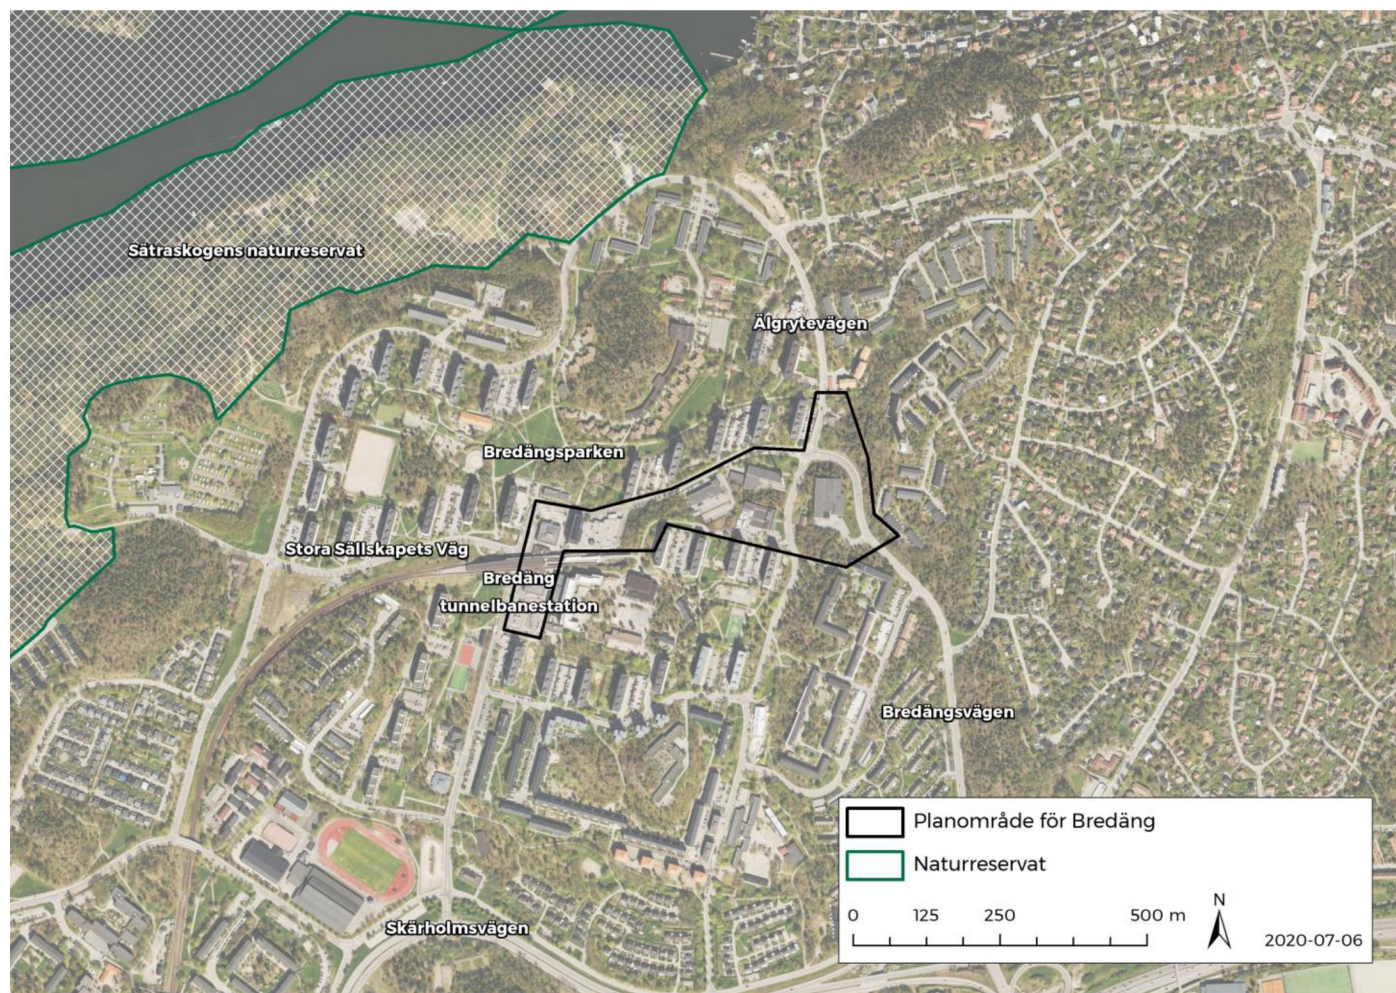 Sätraskogens naturreservat
Älgrytevägen
Bredängsparken
Stora Sällskapets Väg
Bredäng
tunnelbanestation
Bredängsvägen
Skärholmsvägen
Planområde för Bredäng
Naturreservat
0 125 250 500 m
N
2020-07-06